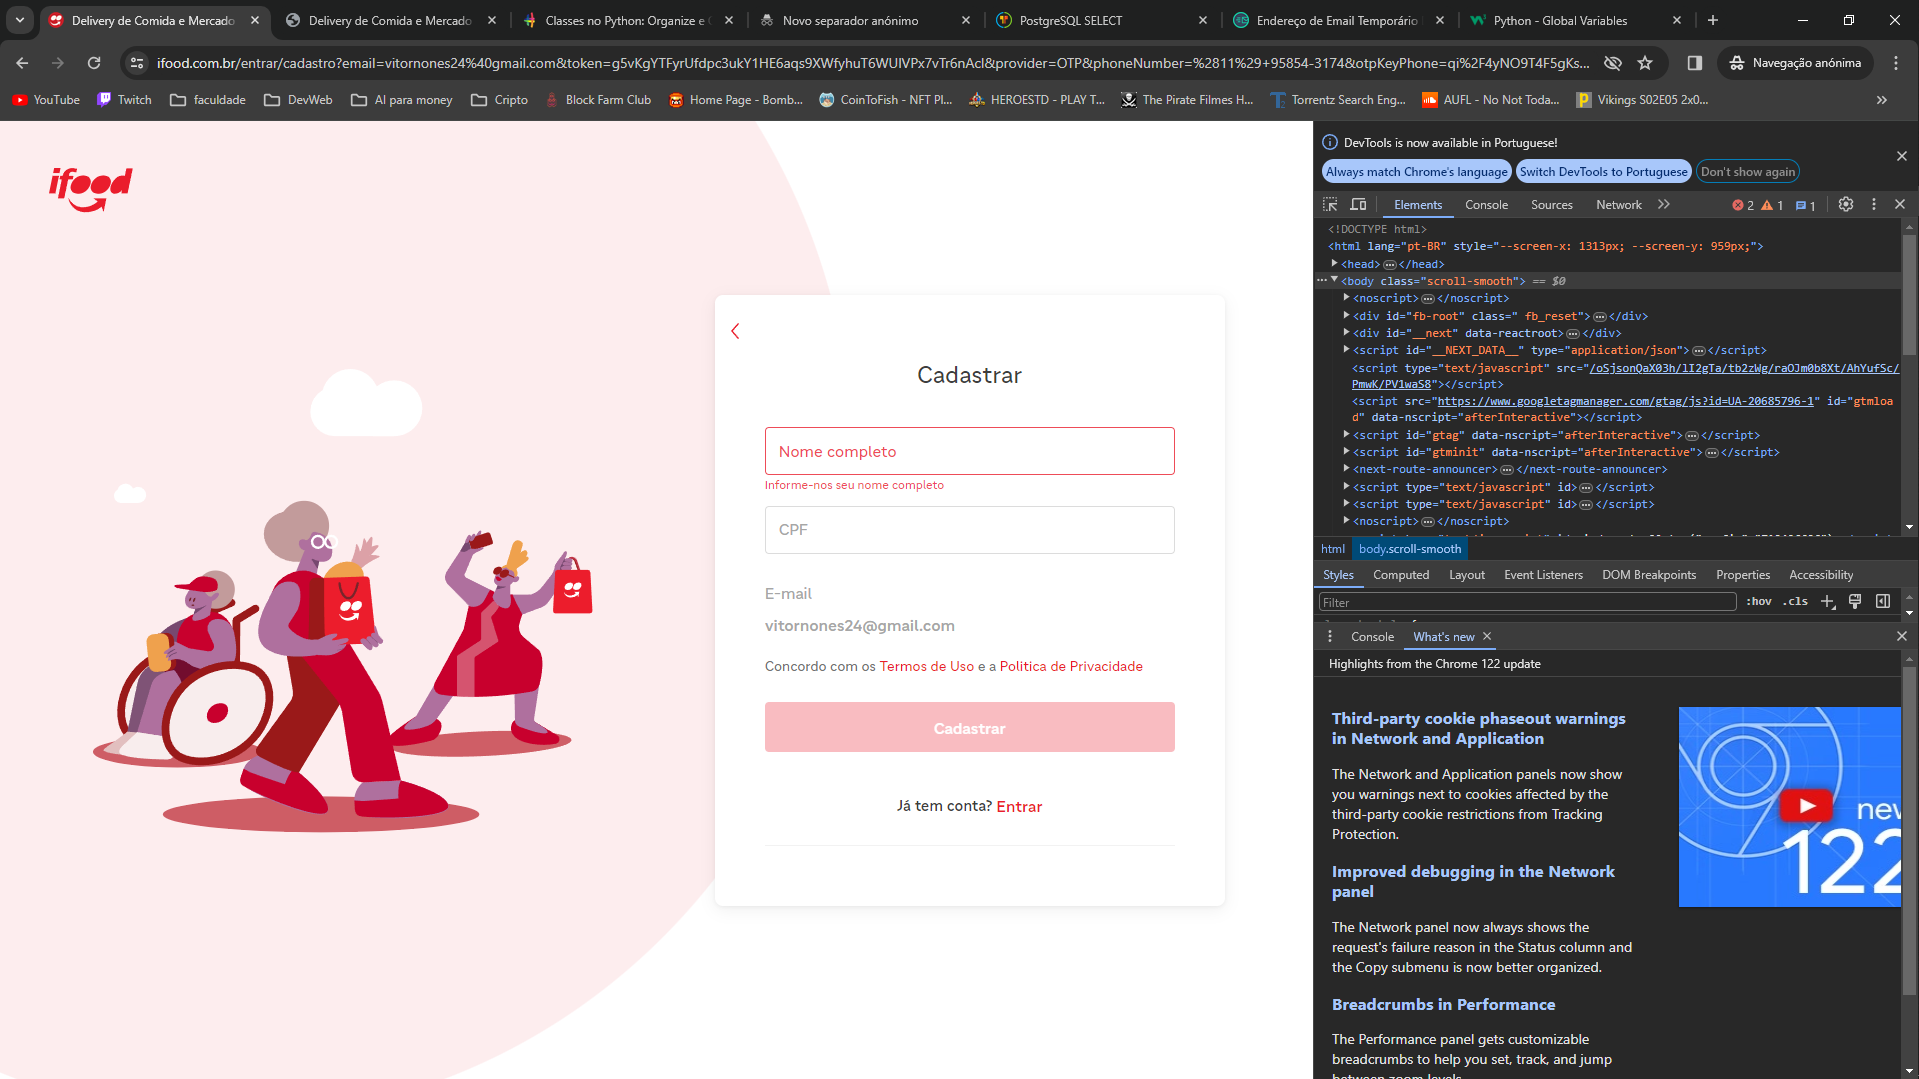 Delivery de Comida e Mercado
Delivery de Comida e Mercado
Classes no Python: Organize e
Novo separador anónimo
PostgreSQL SELECT
Endereço de Email Temporário
Python - Global Variables
ifood.com.br/entrar/cadastro?email=vitornones24%40gmail.com&token=g5vKgYTFyrUfdpc3ukY1HE6aqs9XWfyhuT6WUIVPx7vTr6nAcl&provider=OTP&phoneNumber=%2811%29+95854-3174&otpKeyPhone=qi%2F4yNO9T4F5gKs...
Navegação anónima
YouTube
Twitch
faculdade
DevWeb
AI para money
Cripto
Block Farm Club
Home Page - Bomb...
CoinToFish - NFT Pl...
HEROESTD - PLAY T...
The Pirate Filmes H...
Torrentz Search Eng...
AUFL - No Not Toda...
Vikings S02E05 2x0...
ifood
Cadastrar
Nome completo
Informe-nos seu nome completo
CPF
E-mail
vitornones24@gmail.com
Concordo com os Termos de Uso e a Politica de Privacidade
Cadastrar
Já tem conta? Entrar
DevTools is now available in Portuguese!
Always match Chrome's language
Switch DevTools to Portuguese
Don't show again
Elements
Console
Sources
Network
2
1
1
<!DOCTYPE html>
<html lang="pt-BR" style="--screen-x: 1313px; --screen-y: 959px;">
<head>…</head>
<body class="scroll-smooth"> == $0
<noscript>…</noscript>
<div id="fb-root" class=" fb_reset">…</div>
<div id="__next" data-reactroot>…</div>
<script id="__NEXT_DATA__" type="application/json">…</script>
<script type="text/javascript" src="/oSjsonQaX03h/lI2gTa/tb2zWg/raOJm0b8Xt/AhYufSc/
PmwK/PV1waS8"></script>
<script src="https://www.googletagmanager.com/gtag/js?id=UA-20685796-1" id="gtmloa
d" data-nscript="afterInteractive"></script>
<script id="gtag" data-nscript="afterInteractive">…</script>
<script id="gtminit" data-nscript="afterInteractive">…</script>
<next-route-announcer>…</next-route-announcer>
<script type="text/javascript" id>…</script>
<script type="text/javascript" id>…</script>
<noscript>…</noscript>
html
body.scroll-smooth
Styles
Computed
Layout
Event Listeners
DOM Breakpoints
Properties
Accessibility
Filter
:hov
.cls
Console
What's new
Highlights from the Chrome 122 update
Third-party cookie phaseout warnings
in Network and Application
The Network and Application panels now show
you warnings next to cookies affected by the
third-party cookie restrictions from Tracking
Protection.
new
122
Improved debugging in the Network
panel
The Network panel now always shows the
request's failure reason in the Status column and
the Copy submenu is now better organized.
Breadcrumbs in Performance
The Performance panel gets customizable
breadcrumbs to help you set, track, and jump
between zoom levels.